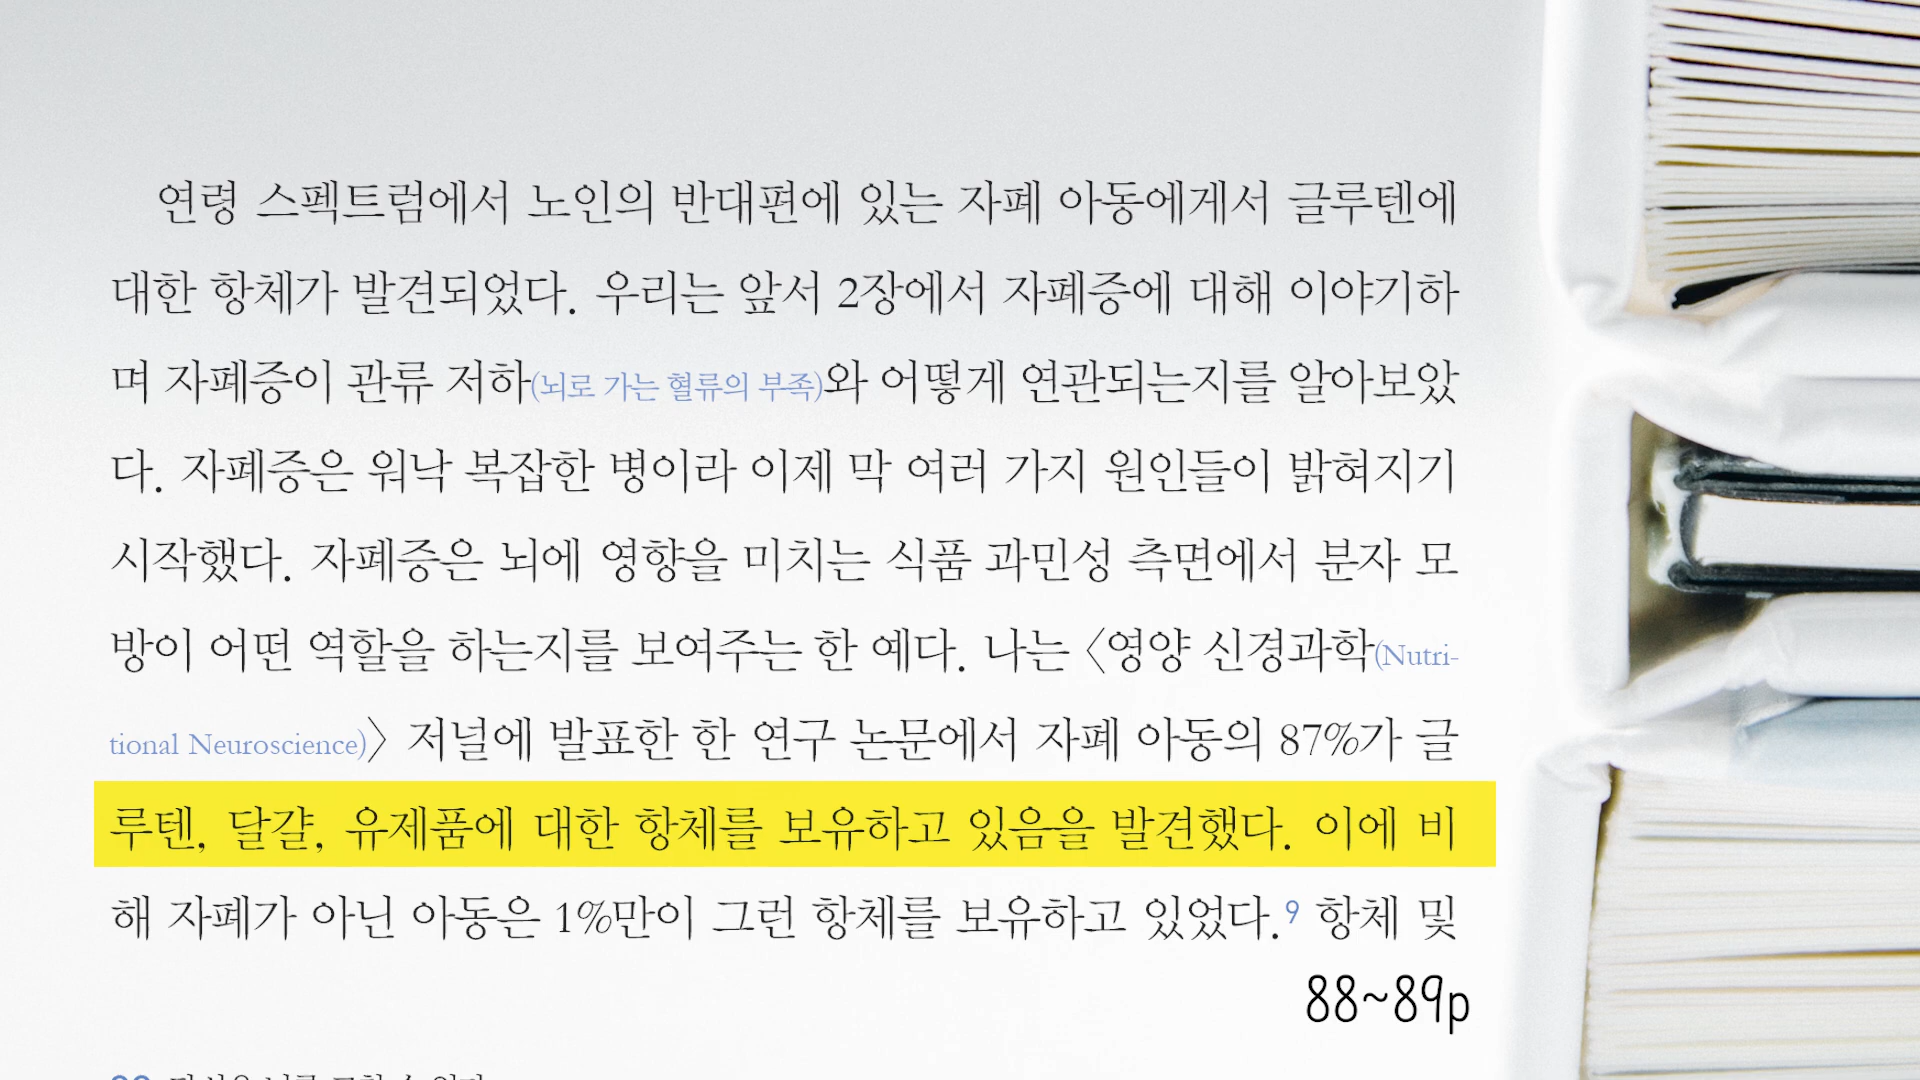 연령 스펙트럼에서 노인의 반대편에 있는 자폐 아동에게서 글루텐에
대한 항체가 발견되었다. 우리는 앞서 2장에서 자폐증에 대해 이야기하
며 자폐증이 관류 저하(뇌로 가는 혈류의 부족)와 어떻게 연관되는지를 알아보았
다. 자폐증은 워낙 복잡한 병이라 이제 막 여러 가지 원인들이 밝혀지기
시작했다. 자폐증은 뇌에 영향을 미치는 식품 과민성 측면에서 분자 모
방이 어떤 역할을 하는지를 보여주는 한 예다. 나는 〈영양 신경과학(Nutri-
tional Neuroscience)〉 저널에 발표한 한 연구 논문에서 자폐 아동의 87%가 글
루텐, 달걀, 유제품에 대한 항체를 보유하고 있음을 발견했다. 이에 비
해 자폐가 아닌 아동은 1%만이 그런 항체를 보유하고 있었다.9 항체 및
88~89p